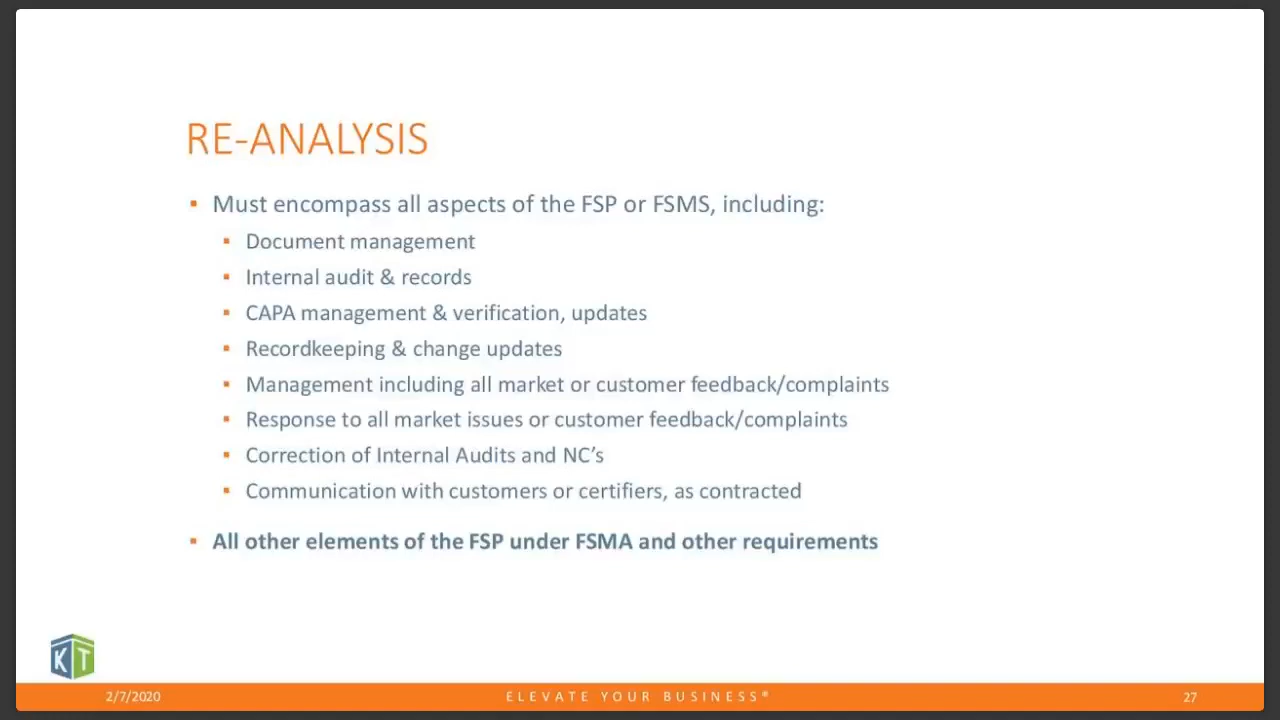 RE-ANALYSIS
▪ Must encompass all aspects of the FSP or FSMS, including:
▪ Document management
▪ Internal audit & records
▪ CAPA management & verification, updates
▪ Recordkeeping & change updates
▪ Management including all market or customer feedback/complaints
▪ Response to all market issues or customer feedback/complaints
▪ Correction of Internal Audits and NC’s
▪ Communication with customers or certifiers, as contracted
▪ All other elements of the FSP under FSMA and other requirements
KT
2/7/2020
ELEVATE YOUR BUSINESS®
27